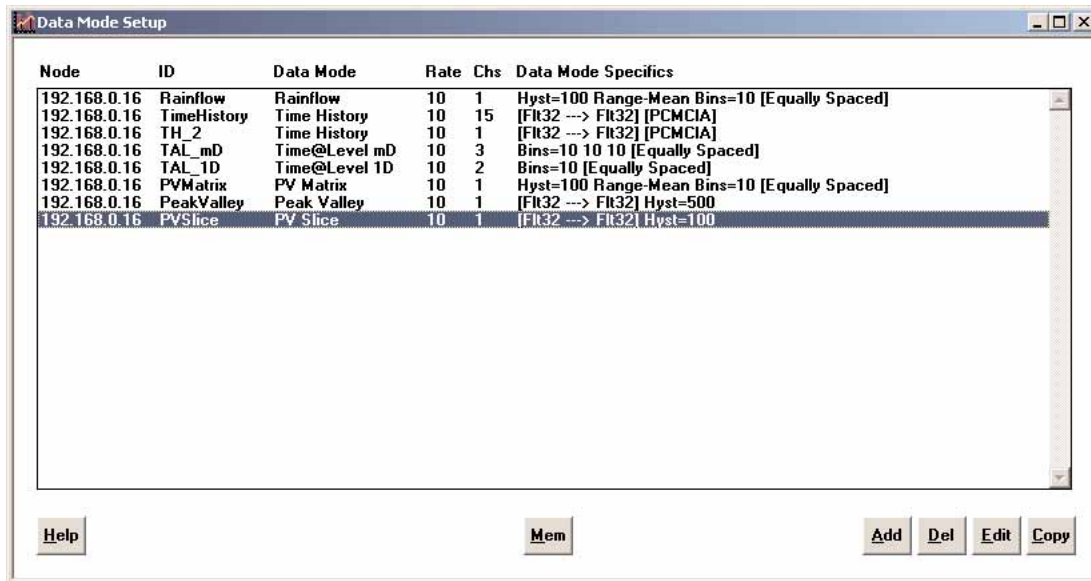 Data Mode Setup
Node ID Data Mode Rate Chs Data Mode Specifics
192.168.0.16 Rainflow Rainflow 10 1 Hyst=100 Range-Mean Bins=10 [Equally Spaced]
192.168.0.16 TimeHistory Time History 10 15 [Flt32 ---> Flt32] [PCMCIA]
192.168.0.16 TH_2 Time History 10 1 [Flt32 ---> Flt32] [PCMCIA]
192.168.0.16 TAL_mD Time@Level mD 10 3 Bins=10 10 10 [Equally Spaced]
192.168.0.16 TAL_1D Time@Level 1D 10 2 Bins=10 [Equally Spaced]
192.168.0.16 PVMatrix PV Matrix 10 1 Hyst=100 Range-Mean Bins=10 [Equally Spaced]
192.168.0.16 PeakValley Peak Valley 10 1 [Flt32 ---> Flt32] Hyst=500
192.168.0.16 PVSlice PV Slice 10 1 [Flt32 ---> Flt32] Hyst=100
Help Mem Add Del Edit Copy